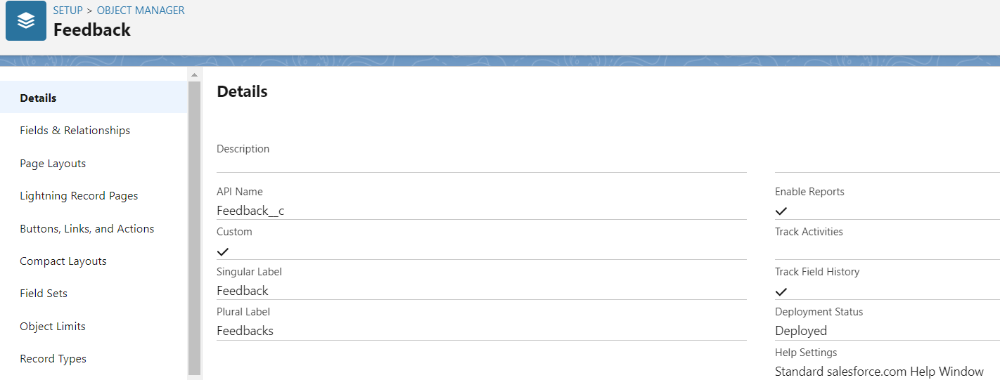 SETUP > OBJECT MANAGER
Feedback
Details
Fields & Relationships
Page Layouts
Lightning Record Pages
Buttons, Links, and Actions
Compact Layouts
Field Sets
Object Limits
Record Types
Details
Description
API Name
Feedback__c
Custom
Singular Label
Feedback
Plural Label
Feedbacks
Enable Reports
Track Activities
Track Field History
Deployment Status
Deployed
Help Settings
Standard salesforce.com Help Window